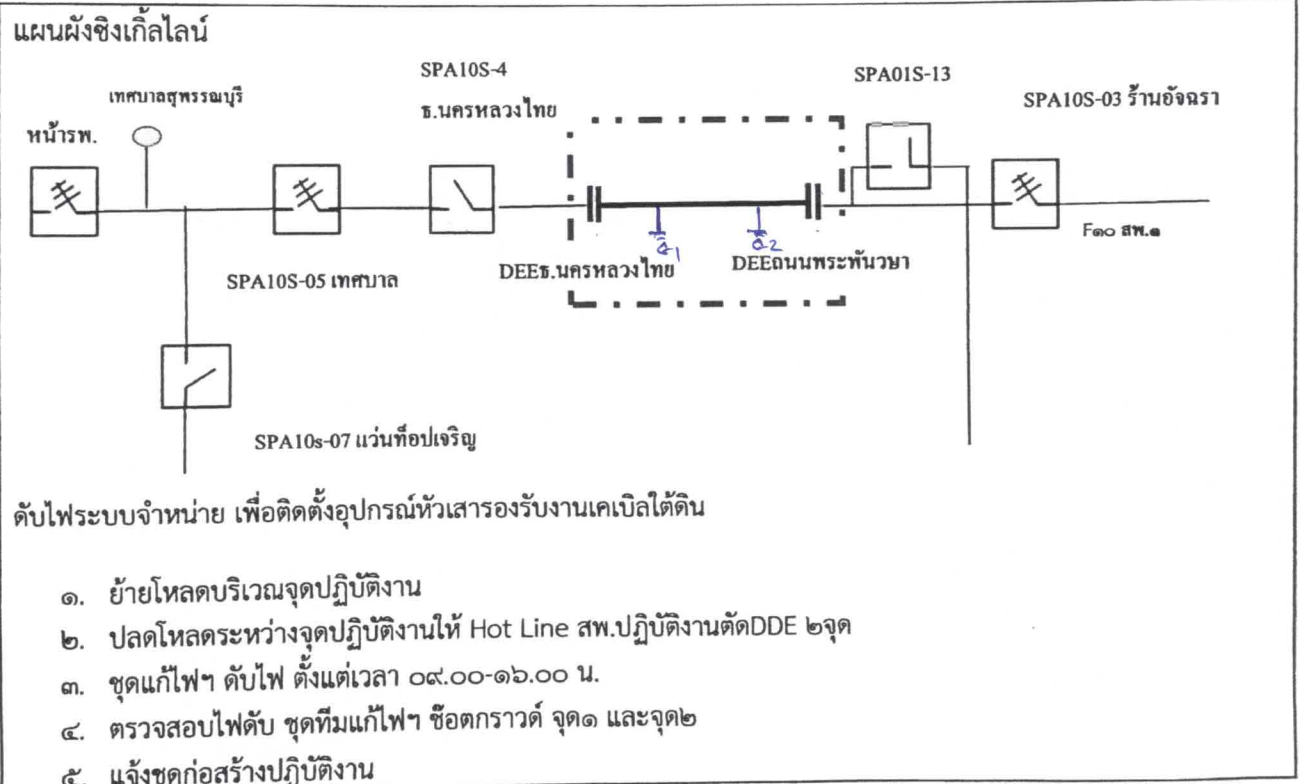 แผนผังซิงเกิ้ลไลน์
SPA10S-4
SPA01S-13
เทศบาลสุพรรณบุรี
ธ.นครหลวงไทย
SPA10S-03 ร้านอัจฉรา
หน้ารพ.
F๑๐ สพ.๑
จ1
จ2
DEEธ.นครหลวงไทย
DEEถนนพระพันวษา
SPA10S-05 เทศบาล
SPA10s-07 แว่นท็อปเจริญ
ดับไฟระบบจำหน่าย เพื่อติดตั้งอุปกรณ์หัวเสารองรับงานเคเบิลใต้ดิน
๑. ย้ายโหลดบริเวณจุดปฏิบัติงาน
๒. ปลดโหลดระหว่างจุดปฏิบัติงานให้ Hot Line สพ.ปฏิบัติงานตัดDDE ๒จุด
๓. ชุดแก้ไฟฯ ดับไฟ ตั้งแต่เวลา ๐๙.๐๐-๑๖.๐๐ น.
๔. ตรวจสอบไฟดับ ชุดทีมแก้ไฟฯ ช๊อตกราวด์ จุด๑ และจุด๒
๕. แจ้งชุดก่อสร้างปฏิบัติงาน